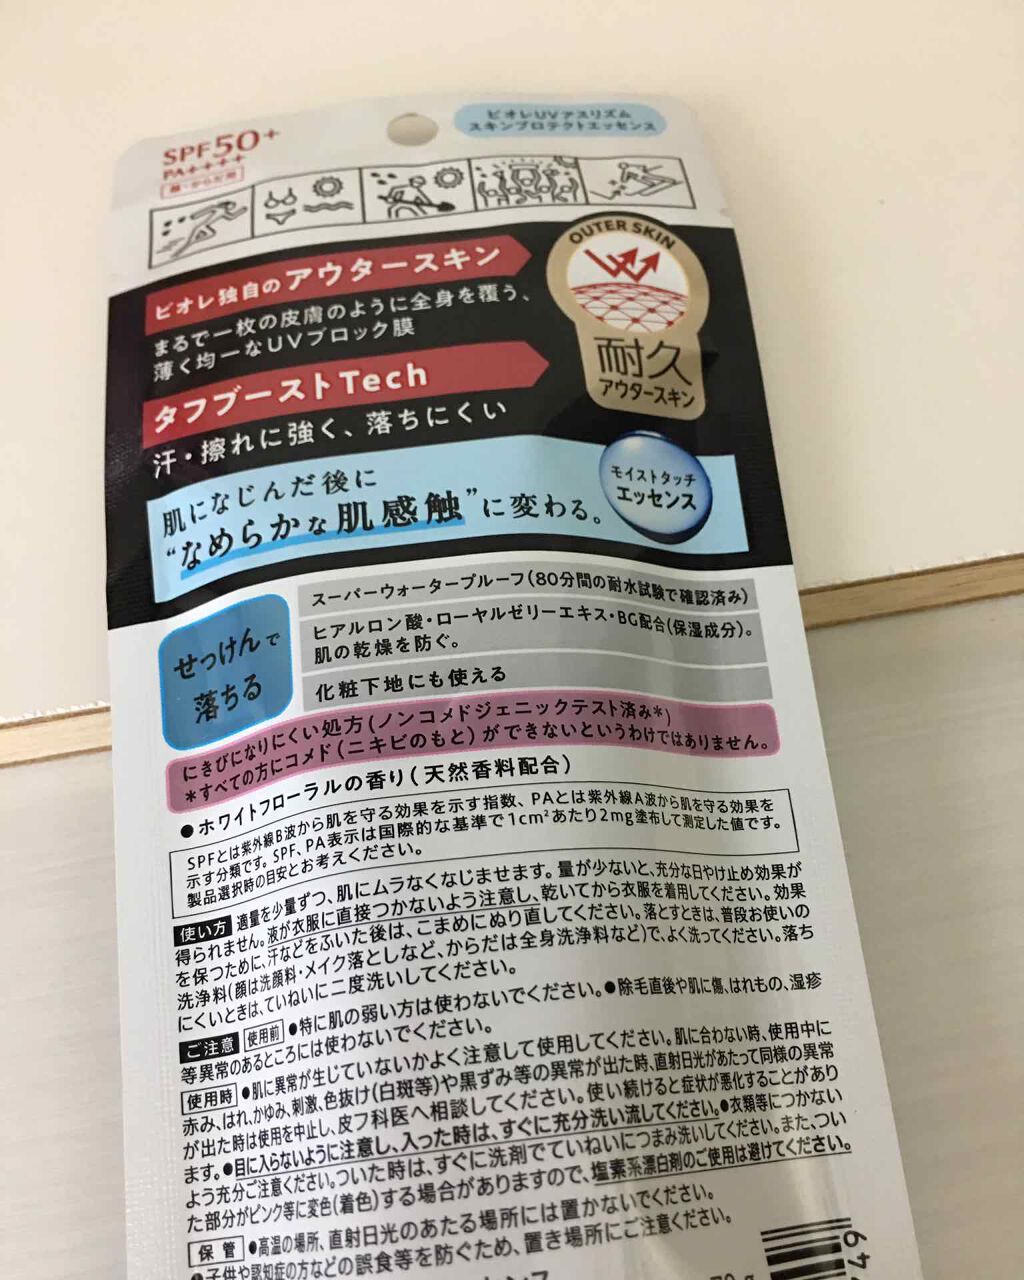 ビオレUVアスリズム
スキンプロテクトエッセンス
SPF50+
PA++++
顔・からだ用
OUTER SKIN
耐久
アウタースキン
ビオレ独自のアウタースキン
まるで一枚の皮膚のように全身を覆う、
薄く均一なUVブロック膜
タフブーストTech
汗・擦れに強く、落ちにくい
モイストタッチ
エッセンス
肌になじんだ後に
“なめらかな肌感触”に変わる。
せっけんで
落ちる
スーパーウォータープルーフ(80分間の耐水試験で確認済み)
ヒアルロン酸・ローヤルゼリーエキス・BG配合(保湿成分)。
肌の乾燥を防ぐ。
化粧下地にも使える
にきびになりにくい処方(ノンコメドジェニックテスト済み*)
*すべての方にコメド(ニキビのもと)ができないというわけではありません。
●ホワイトフローラルの香り(天然香料配合)
SPFとは紫外線B波から肌を守る効果を示す指数、PAとは紫外線A波から肌を守る効果を
示す分類です。SPF、PA表示は国際的な基準で1cm²あたり2mg塗布して測定した値です。
製品選択時の目安とお考えください。
使い方 適量を少量ずつ、肌にムラなくなじませます。量が少ないと、充分な日やけ止め効果が
得られません。液が衣服に直接つかないよう注意し、乾いてから衣服を着用してください。効果
を保つために、汗などをふいた後は、こまめにぬり直してください。落とすときは、普段お使いの
洗浄料(顔は洗顔料・メイク落としなど、からだは全身洗浄料など)で、よく洗ってください。落ち
にくいときは、ていねいに二度洗いしてください。
ご注意 使用前 ●特に肌の弱い方は使わないでください。●除毛直後や肌に傷、はれもの、湿疹
等異常のあるところには使わないでください。
使用時 ●肌に異常が生じていないかよく注意して使用してください。肌に合わない時、使用中に
赤み、はれ、かゆみ、刺激、色抜け(白斑等)や黒ずみ等の異常が出た時、直射日光があたって同様の異常
が出た時は使用を中止し、皮フ科医へ相談してください。使い続けると症状が悪化することがあり
ます。●目に入らないように注意し、入った時は、すぐに充分洗い流してください。●衣類等につかない
よう充分ご注意ください。ついた時は、すぐに洗剤でていねいにつまみ洗いしてください。また、つい
た部分がピンク等に変色(着色)する場合がありますので、塩素系漂白剤のご使用は避けてください。
保管 ●高温の場所、直射日光のあたる場所には置かないでください。
●子供や認知症の方などの誤食等を防ぐため、置き場所にご注意ください。
70g
49